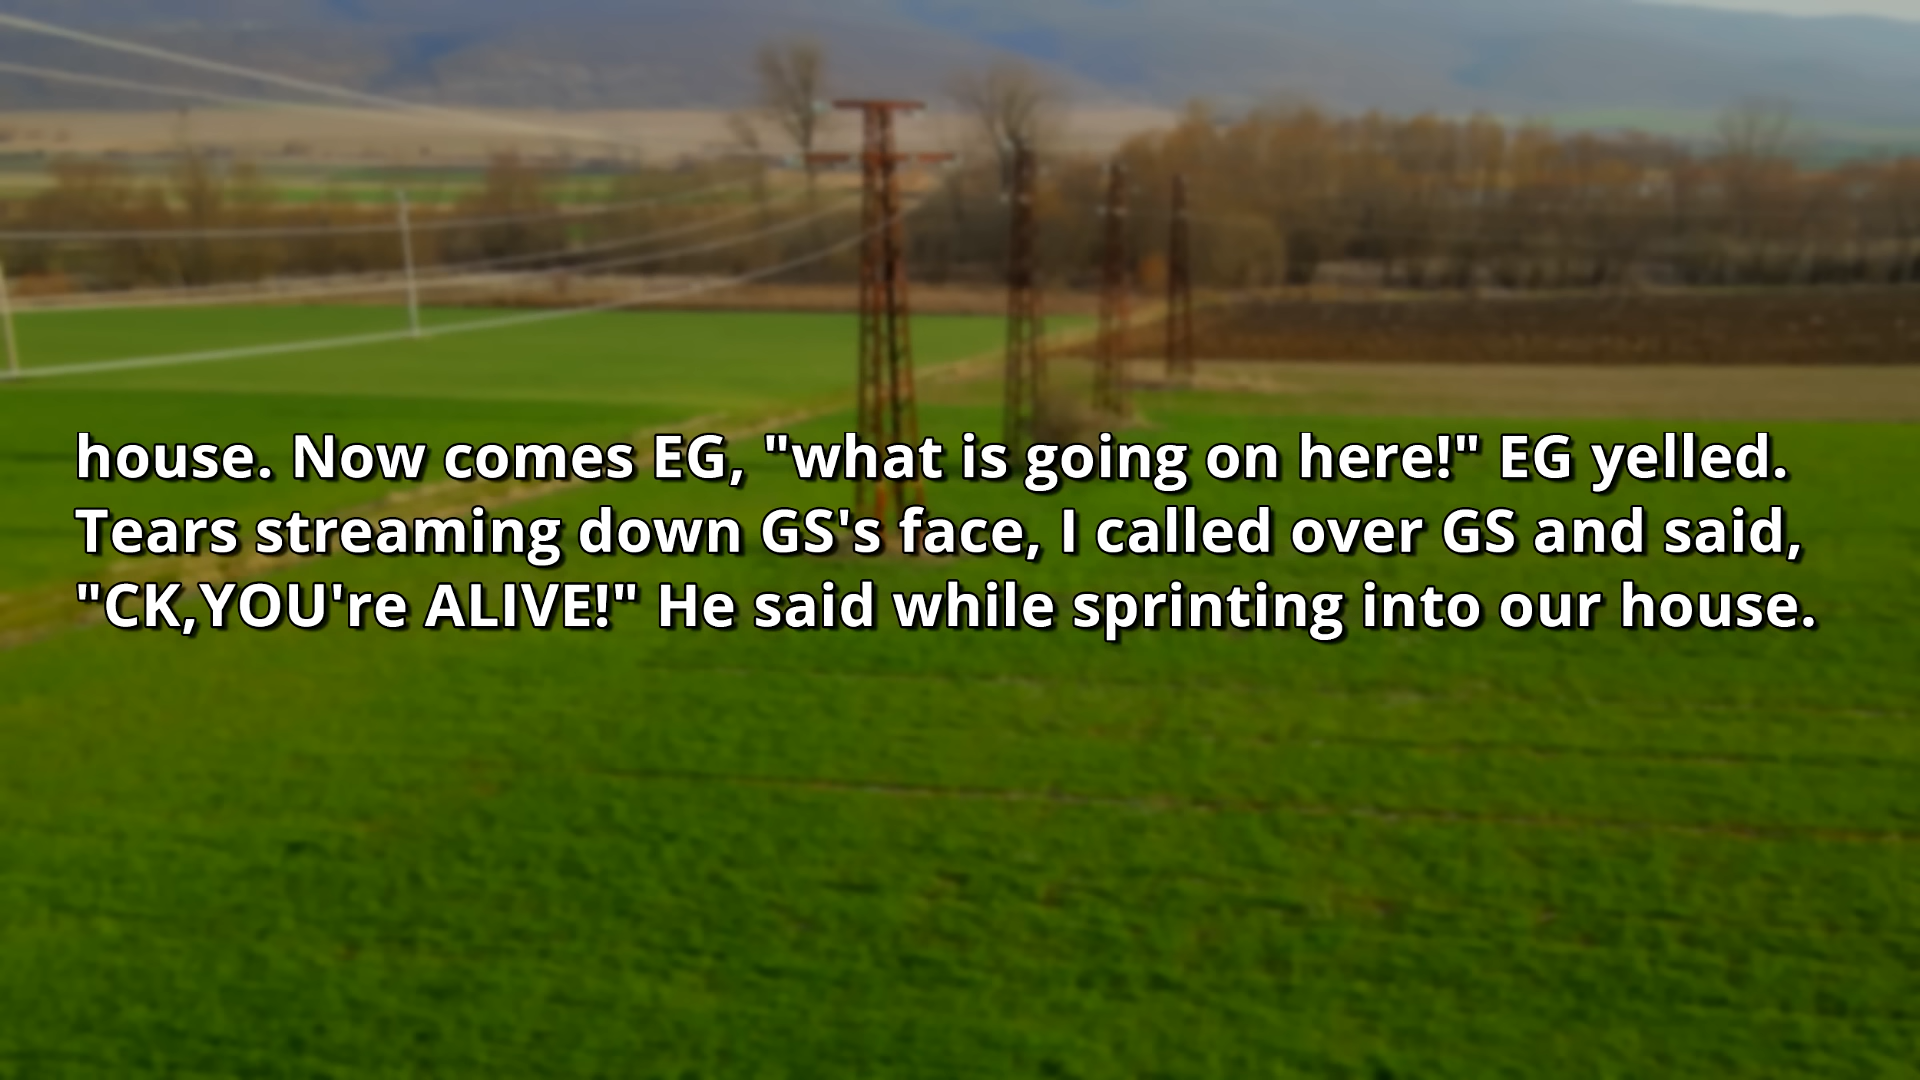 house. Now comes EG, "what is going on here!" EG yelled.
Tears streaming down GS's face, I called over GS and said,
"CK,YOU're ALIVE!" He said while sprinting into our house.